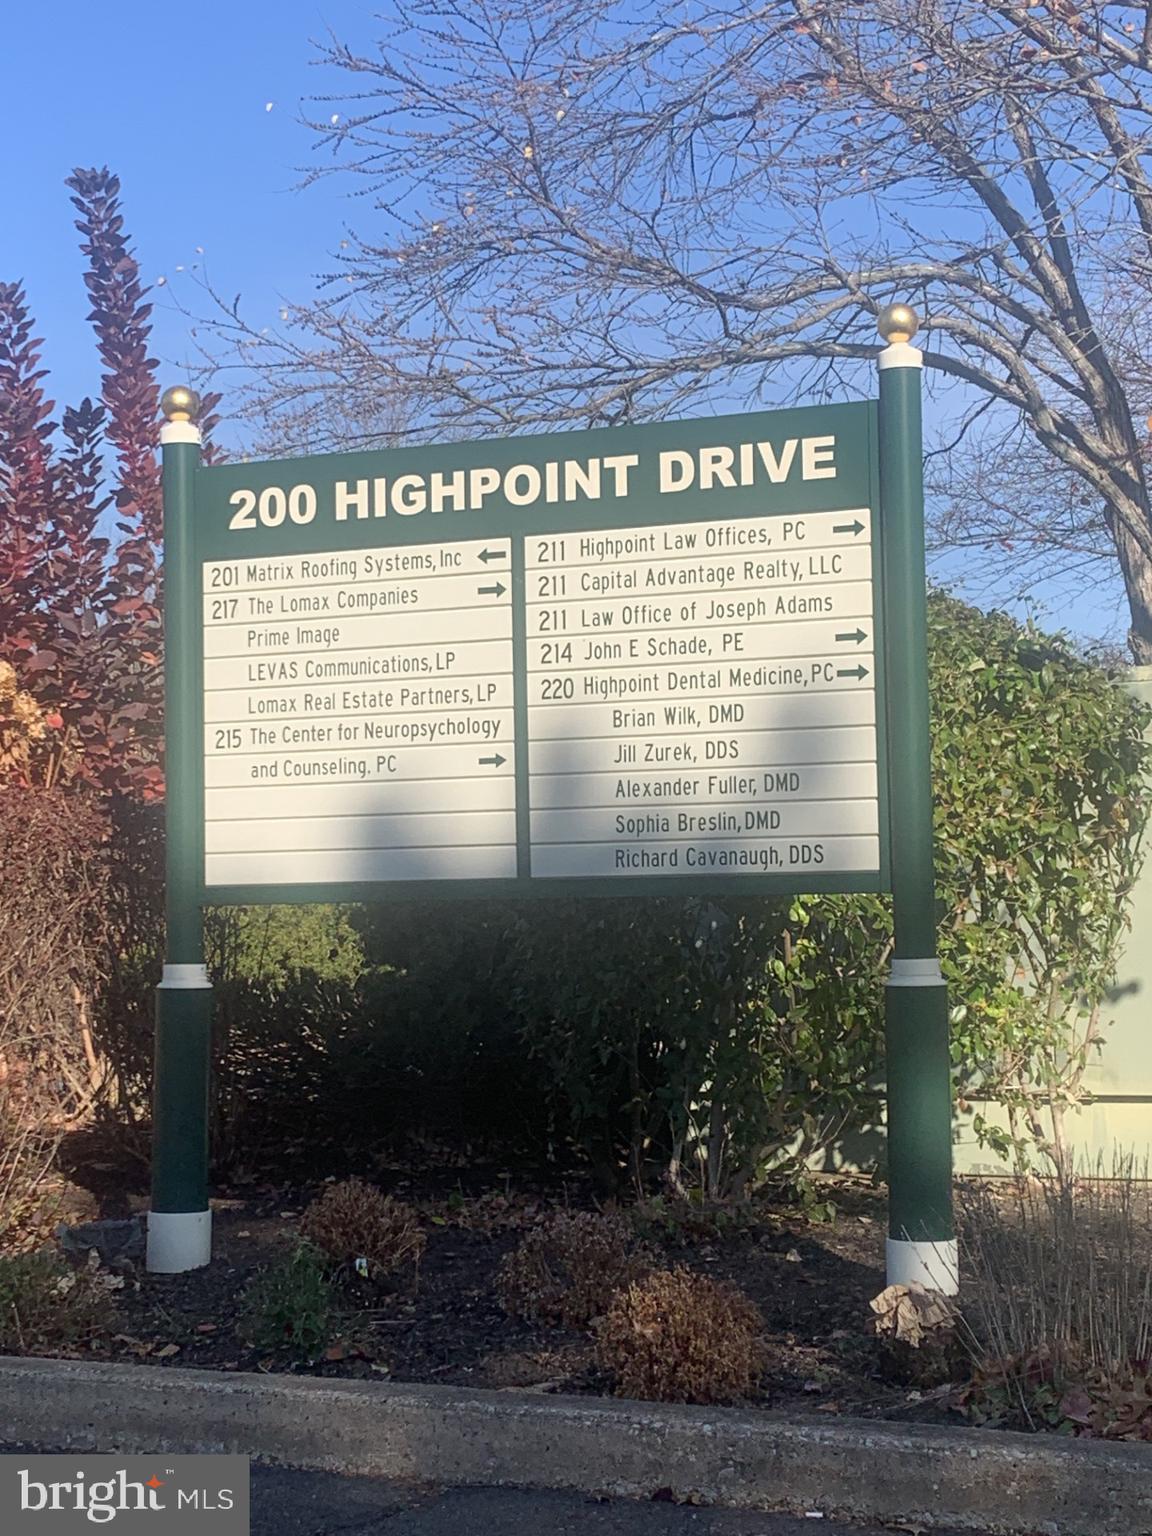 200 HIGHPOINT DRIVE
201 Matrix Roofing Systems, Inc ←
217 The Lomax Companies →
Prime Image
LEVAS Communications, LP
Lomax Real Estate Partners, LP
215 The Center for Neuropsychology
and Counseling. PC →
211 Highpoint Law Offices, PC →
211 Capital Advantage Realty, LLC
211 Law Office of Joseph Adams
214 John E Schade, PE →
220 Highpoint Dental Medicine, PC →
Brian Wilk, DMD
Jill Zurek, DDS
Alexander Fuller, DMD
Sophia Breslin, DMD
Richard Cavanaugh, DDS
bright™ MLS